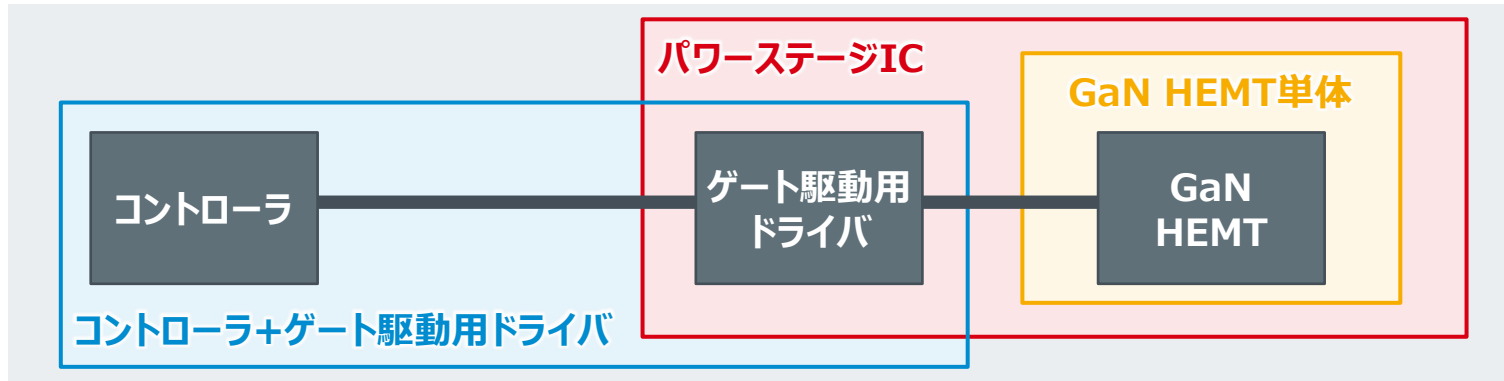 パワーステージIC
GaN HEMT単体
コントローラ
ゲート駆動用
ドライバ
GaN
HEMT
コントローラ+ゲート駆動用ドライバ